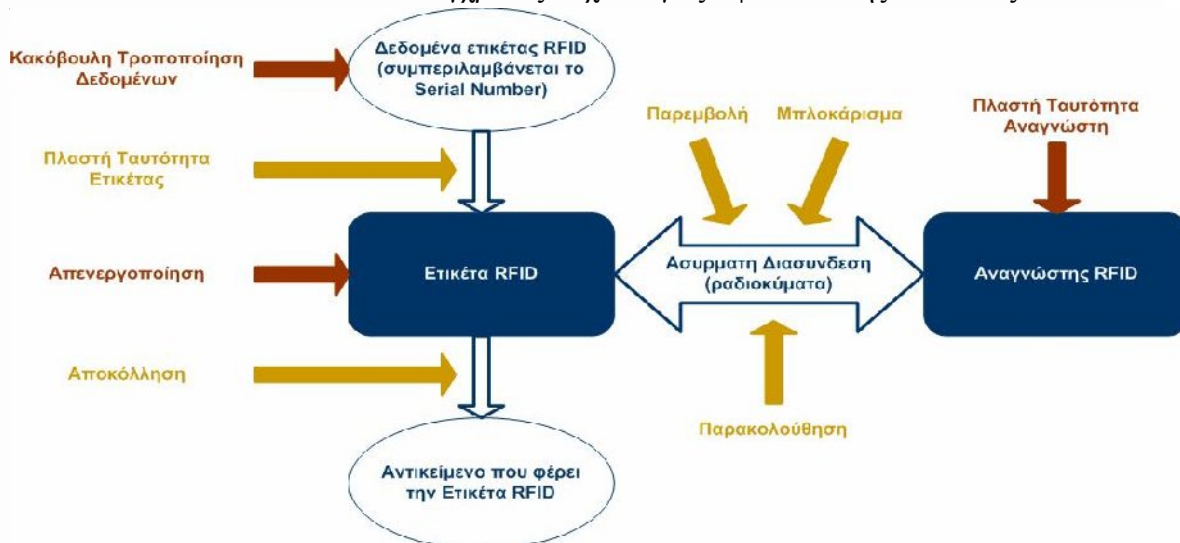 Κακόβουλη Τροποποίηση
Δεδομένων
Δεδομένα ετικέτας RFID
(συμπεριλαμβάνεται το
Serial Number)
Παρεμβολή
Μπλοκάρισμα
Πλαστή Ταυτότητα
Αναγνώστη
Πλαστή Ταυτότητα
Ετικέτας
Απενεργοποίηση
Ετικέτα RFID
Ασυρματη Διασυνδεση
(ραδιοκύματα)
Αναγνώστης RFID
Αποκόλληση
Παρακολούθηση
Αντικείμενο που φέρει
την Ετικέτα RFID